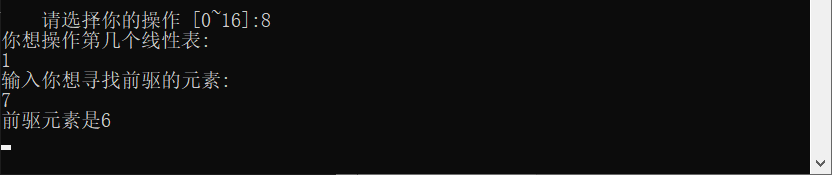 请选择你的操作 [0~16]:8
你想操作第几个线性表:
1
输入你想寻找前驱的元素:
7
前驱元素是6